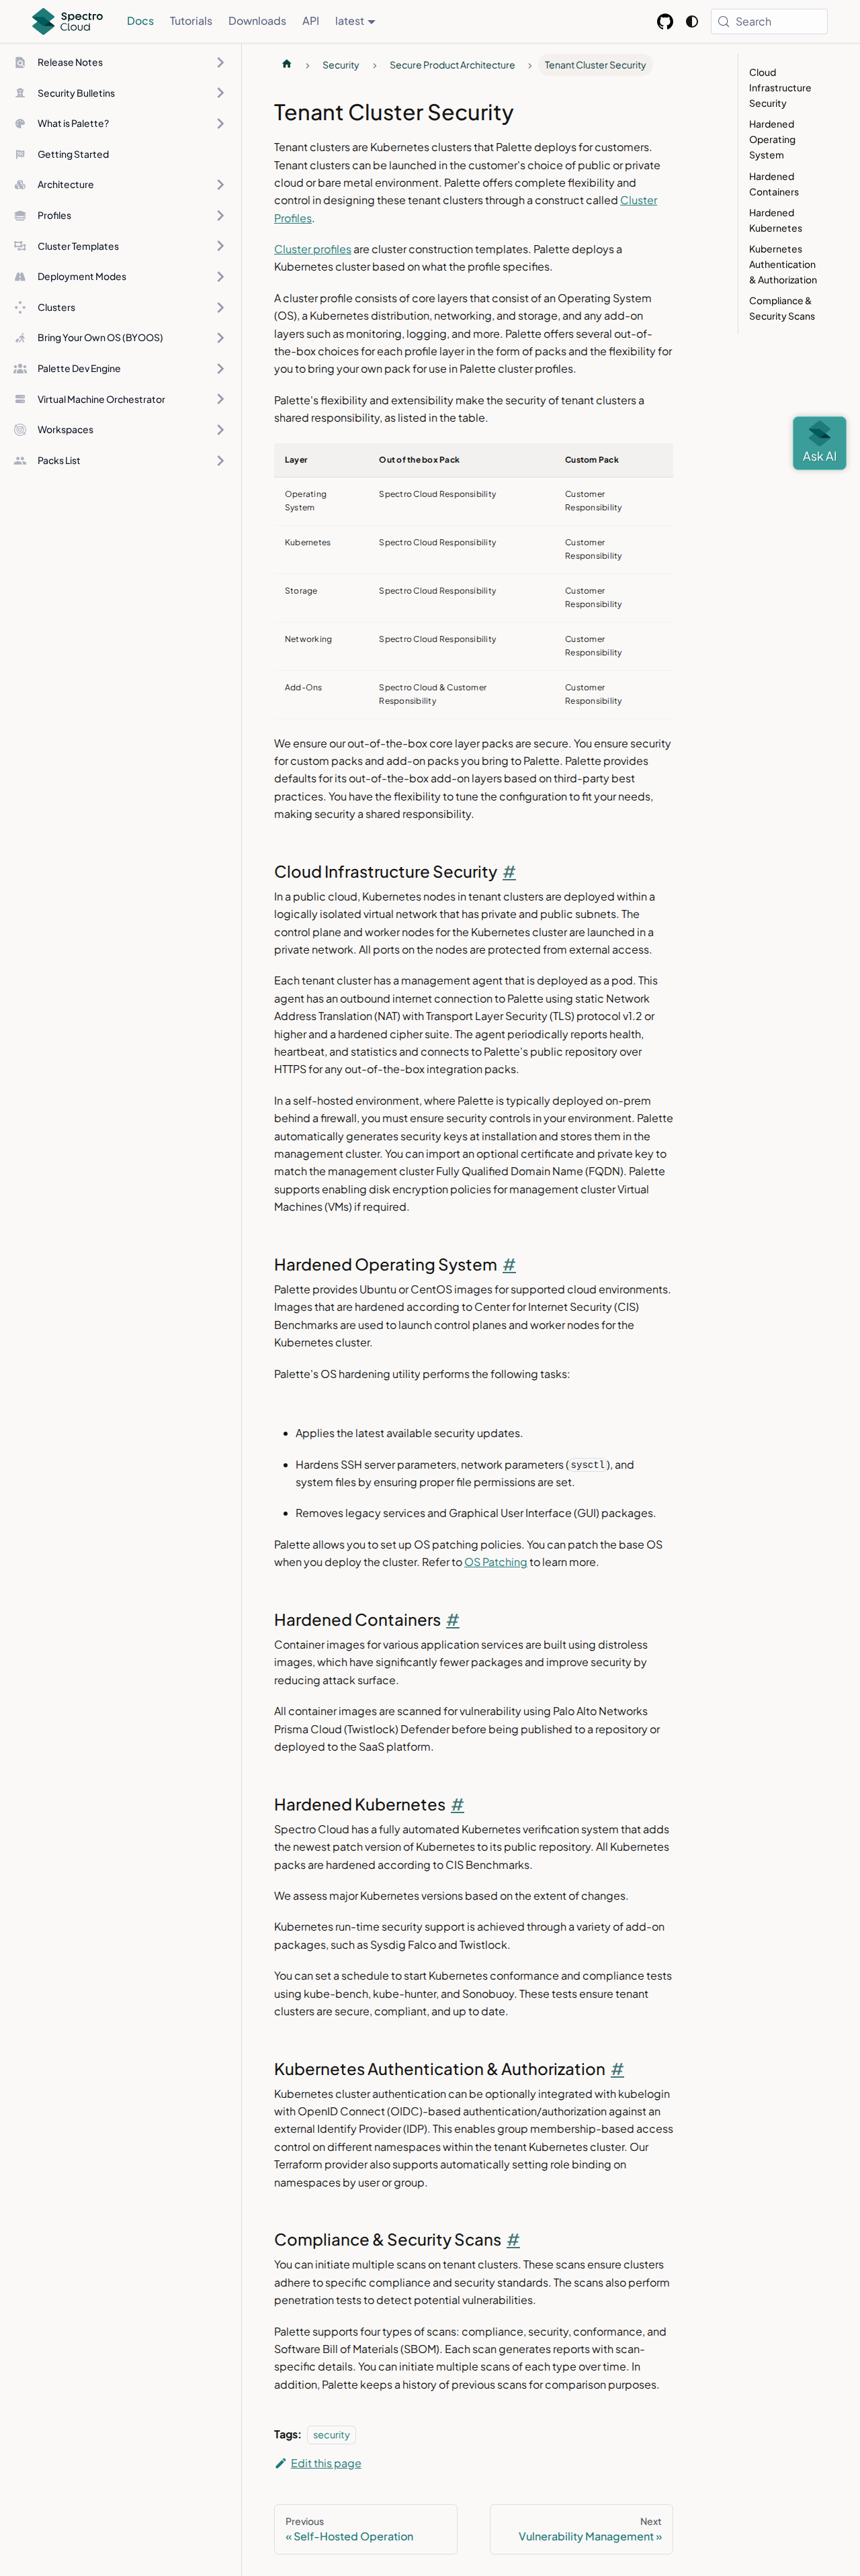 Spectro
Cloud
Docs
Tutorials
Downloads
API
latest
Search
Release Notes
Security Bulletins
What is Palette?
Getting Started
Architecture
Profiles
Cluster Templates
Deployment Modes
Clusters
Bring Your Own OS (BYOOS)
Palette Dev Engine
Virtual Machine Orchestrator
Workspaces
Packs List
Security
Secure Product Architecture
Tenant Cluster Security
Tenant Cluster Security
Tenant clusters are Kubernetes clusters that Palette deploys for customers.
Tenant clusters can be launched in the customer's choice of public or private
cloud or bare metal environment. Palette offers complete flexibility and
control in designing these tenant clusters through a construct called Cluster
Profiles.
Cluster profiles are cluster construction templates. Palette deploys a
Kubernetes cluster based on what the profile specifies.
A cluster profile consists of core layers that consist of an Operating System
(OS), a Kubernetes distribution, networking, and storage, and any add-on
layers such as monitoring, logging, and more. Palette offers several out-of-
the-box choices for each profile layer in the form of packs and the flexibility for
you to bring your own pack for use in Palette cluster profiles.
Palette's flexibility and extensibility make the security of tenant clusters a
shared responsibility, as listed in the table.
Layer
Out of the box Pack
Custom Pack
Operating
System
Spectro Cloud Responsibility
Customer
Responsibility
Kubernetes
Spectro Cloud Responsibility
Customer
Responsibility
Storage
Spectro Cloud Responsibility
Customer
Responsibility
Networking
Spectro Cloud Responsibility
Customer
Responsibility
Add-Ons
Spectro Cloud & Customer
Responsibility
Customer
Responsibility
We ensure our out-of-the-box core layer packs are secure. You ensure security
for custom packs and add-on packs you bring to Palette. Palette provides
defaults for its out-of-the-box add-on layers based on third-party best
practices. You have the flexibility to tune the configuration to fit your needs,
making security a shared responsibility.
Cloud Infrastructure Security #
In a public cloud, Kubernetes nodes in tenant clusters are deployed within a
logically isolated virtual network that has private and public subnets. The
control plane and worker nodes for the Kubernetes cluster are launched in a
private network. All ports on the nodes are protected from external access.
Each tenant cluster has a management agent that is deployed as a pod. This
agent has an outbound internet connection to Palette using static Network
Address Translation (NAT) with Transport Layer Security (TLS) protocol v1.2 or
higher and a hardened cipher suite. The agent periodically reports health,
heartbeat, and statistics and connects to Palette's public repository over
HTTPS for any out-of-the-box integration packs.
In a self-hosted environment, where Palette is typically deployed on-prem
behind a firewall, you must ensure security controls in your environment. Palette
automatically generates security keys at installation and stores them in the
management cluster. You can import an optional certificate and private key to
match the management cluster Fully Qualified Domain Name (FQDN). Palette
supports enabling disk encryption policies for management cluster Virtual
Machines (VMs) if required.
Hardened Operating System #
Palette provides Ubuntu or CentOS images for supported cloud environments.
Images that are hardened according to Center for Internet Security (CIS)
Benchmarks are used to launch control planes and worker nodes for the
Kubernetes cluster.
Palette's OS hardening utility performs the following tasks:
• Applies the latest available security updates.
• Hardens SSH server parameters, network parameters (sysctl), and
system files by ensuring proper file permissions are set.
• Removes legacy services and Graphical User Interface (GUI) packages.
Palette allows you to set up OS patching policies. You can patch the base OS
when you deploy the cluster. Refer to OS Patching to learn more.
Hardened Containers #
Container images for various application services are built using distroless
images, which have significantly fewer packages and improve security by
reducing attack surface.
All container images are scanned for vulnerability using Palo Alto Networks
Prisma Cloud (Twistlock) Defender before being published to a repository or
deployed to the SaaS platform.
Hardened Kubernetes #
Spectro Cloud has a fully automated Kubernetes verification system that adds
the newest patch version of Kubernetes to its public repository. All Kubernetes
packs are hardened according to CIS Benchmarks.
We assess major Kubernetes versions based on the extent of changes.
Kubernetes run-time security support is achieved through a variety of add-on
packages, such as Sysdig Falco and Twistlock.
You can set a schedule to start Kubernetes conformance and compliance tests
using kube-bench, kube-hunter, and Sonobuoy. These tests ensure tenant
clusters are secure, compliant, and up to date.
Kubernetes Authentication & Authorization #
Kubernetes cluster authentication can be optionally integrated with kubelogin
with OpenID Connect (OIDC)-based authentication/authorization against an
external Identify Provider (IDP). This enables group membership-based access
control on different namespaces within the tenant Kubernetes cluster. Our
Terraform provider also supports automatically setting role binding on
namespaces by user or group.
Compliance & Security Scans #
You can initiate multiple scans on tenant clusters. These scans ensure clusters
adhere to specific compliance and security standards. The scans also perform
penetration tests to detect potential vulnerabilities.
Palette supports four types of scans: compliance, security, conformance, and
Software Bill of Materials (SBOM). Each scan generates reports with scan-
specific details. You can initiate multiple scans of each type over time. In
addition, Palette keeps a history of previous scans for comparison purposes.
Tags: security
Edit this page
Previous
« Self-Hosted Operation
Next
Vulnerability Management »
Cloud
Infrastructure
Security
Hardened
Operating
System
Hardened
Containers
Hardened
Kubernetes
Kubernetes
Authentication
& Authorization
Compliance &
Security Scans
Ask AI